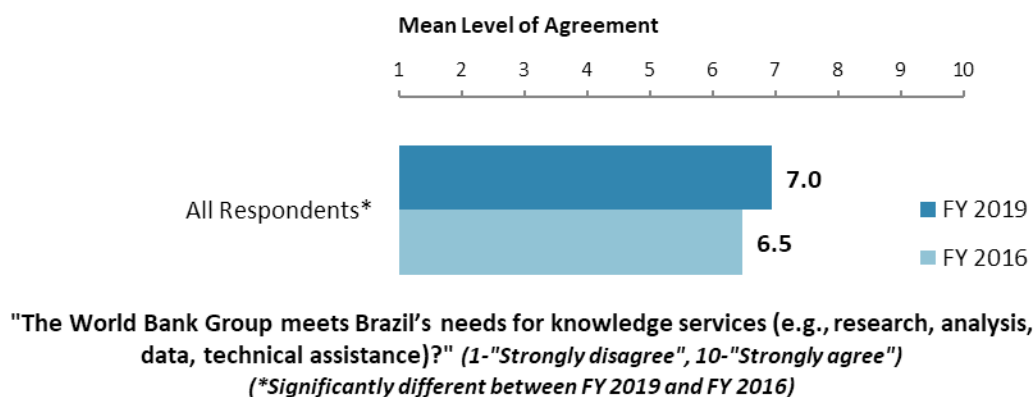 Mean Level of Agreement
1 2 3 4 5 6 7 8 9 10
All Respondents*
7.0
6.5
FY 2019
FY 2016
"The World Bank Group meets Brazil’s needs for knowledge services (e.g., research, analysis,
data, technical assistance)?" (1-"Strongly disagree", 10-"Strongly agree")
(*Significantly different between FY 2019 and FY 2016)